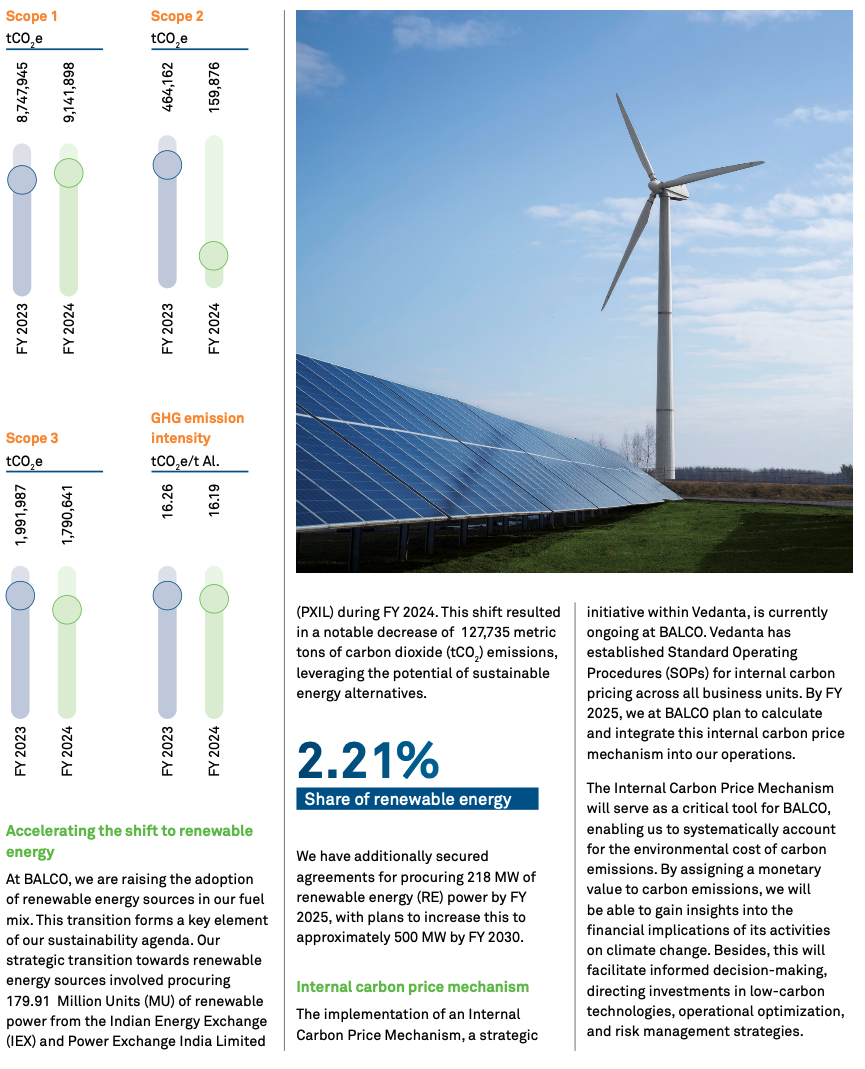 Scope 1
tCO₂e
8,747,945
9,141,898
FY 2023
FY 2024
Scope 2
tCO₂e
464,162
159,876
FY 2023
FY 2024
Scope 3
tCO₂e
1,991,987
1,790,641
FY 2023
FY 2024
GHG emission
intensity
tCO₂e/t Al.
16.26
16.19
FY 2023
FY 2024
Accelerating the shift to renewable
energy
At BALCO, we are raising the adoption
of renewable energy sources in our fuel
mix. This transition forms a key element
of our sustainability agenda. Our
strategic transition towards renewable
energy sources involved procuring
179.91 Million Units (MU) of renewable
power from the Indian Energy Exchange
(IEX) and Power Exchange India Limited
(PXIL) during FY 2024. This shift resulted
in a notable decrease of 127,735 metric
tons of carbon dioxide (tCO₂) emissions,
leveraging the potential of sustainable
energy alternatives.
2.21%
Share of renewable energy
We have additionally secured
agreements for procuring 218 MW of
renewable energy (RE) power by FY
2025, with plans to increase this to
approximately 500 MW by FY 2030.
Internal carbon price mechanism
The implementation of an Internal
Carbon Price Mechanism, a strategic
initiative within Vedanta, is currently
ongoing at BALCO. Vedanta has
established Standard Operating
Procedures (SOPs) for internal carbon
pricing across all business units. By FY
2025, we at BALCO plan to calculate
and integrate this internal carbon price
mechanism into our operations.
The Internal Carbon Price Mechanism
will serve as a critical tool for BALCO,
enabling us to systematically account
for the environmental cost of carbon
emissions. By assigning a monetary
value to carbon emissions, we will
be able to gain insights into the
financial implications of its activities
on climate change. Besides, this will
facilitate informed decision-making,
directing investments in low-carbon
technologies, operational optimization,
and risk management strategies.